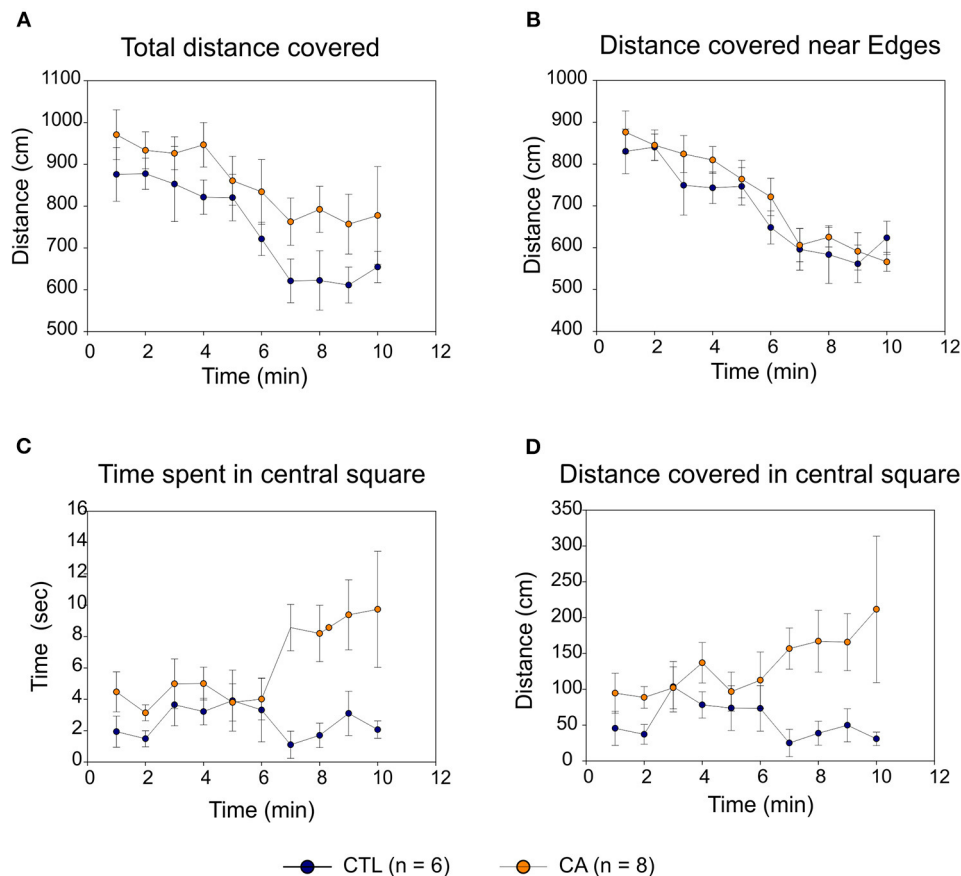 A
Total distance covered
1100
1000
900
800
700
600
500
Distance (cm)
0 2 4 6 8 10 12
Time (min)
B
Distance covered near Edges
1000
900
800
700
600
500
400
Distance (cm)
0 2 4 6 8 10 12
Time (min)
C
Time spent in central square
16
14
12
10
8
6
4
2
0
Time (sec)
0 2 4 6 8 10 12
Time (min)
D
Distance covered in central square
350
300
250
200
150
100
50
0
Distance (cm)
0 2 4 6 8 10 12
Time (min)
CTL (n = 6) CA (n = 8)